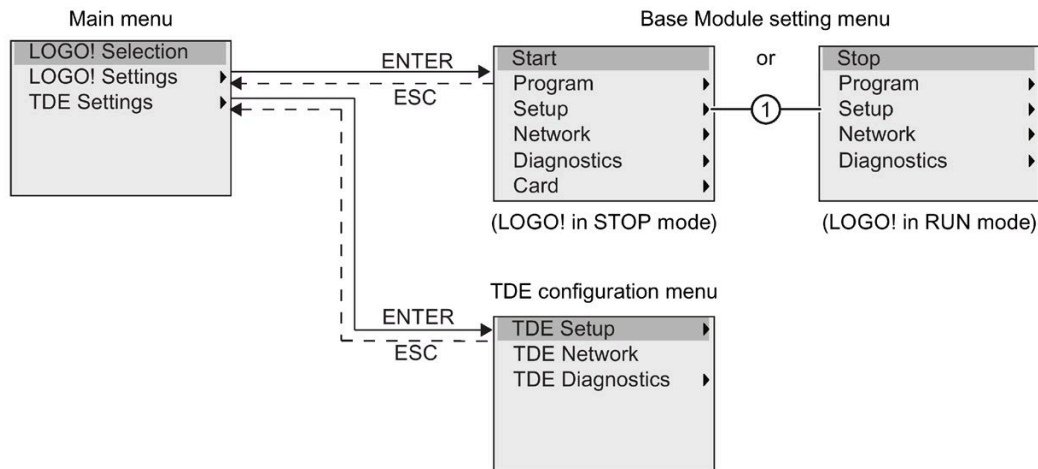 Main menu
LOGO! Selection
LOGO! Settings
TDE Settings
ENTER
ESC
Base Module setting menu
Start
Program
Setup
Network
Diagnostics
Card
(LOGO! in STOP mode)
or
1
Stop
Program
Setup
Network
Diagnostics
(LOGO! in RUN mode)
TDE configuration menu
ENTER
ESC
TDE Setup
TDE Network
TDE Diagnostics